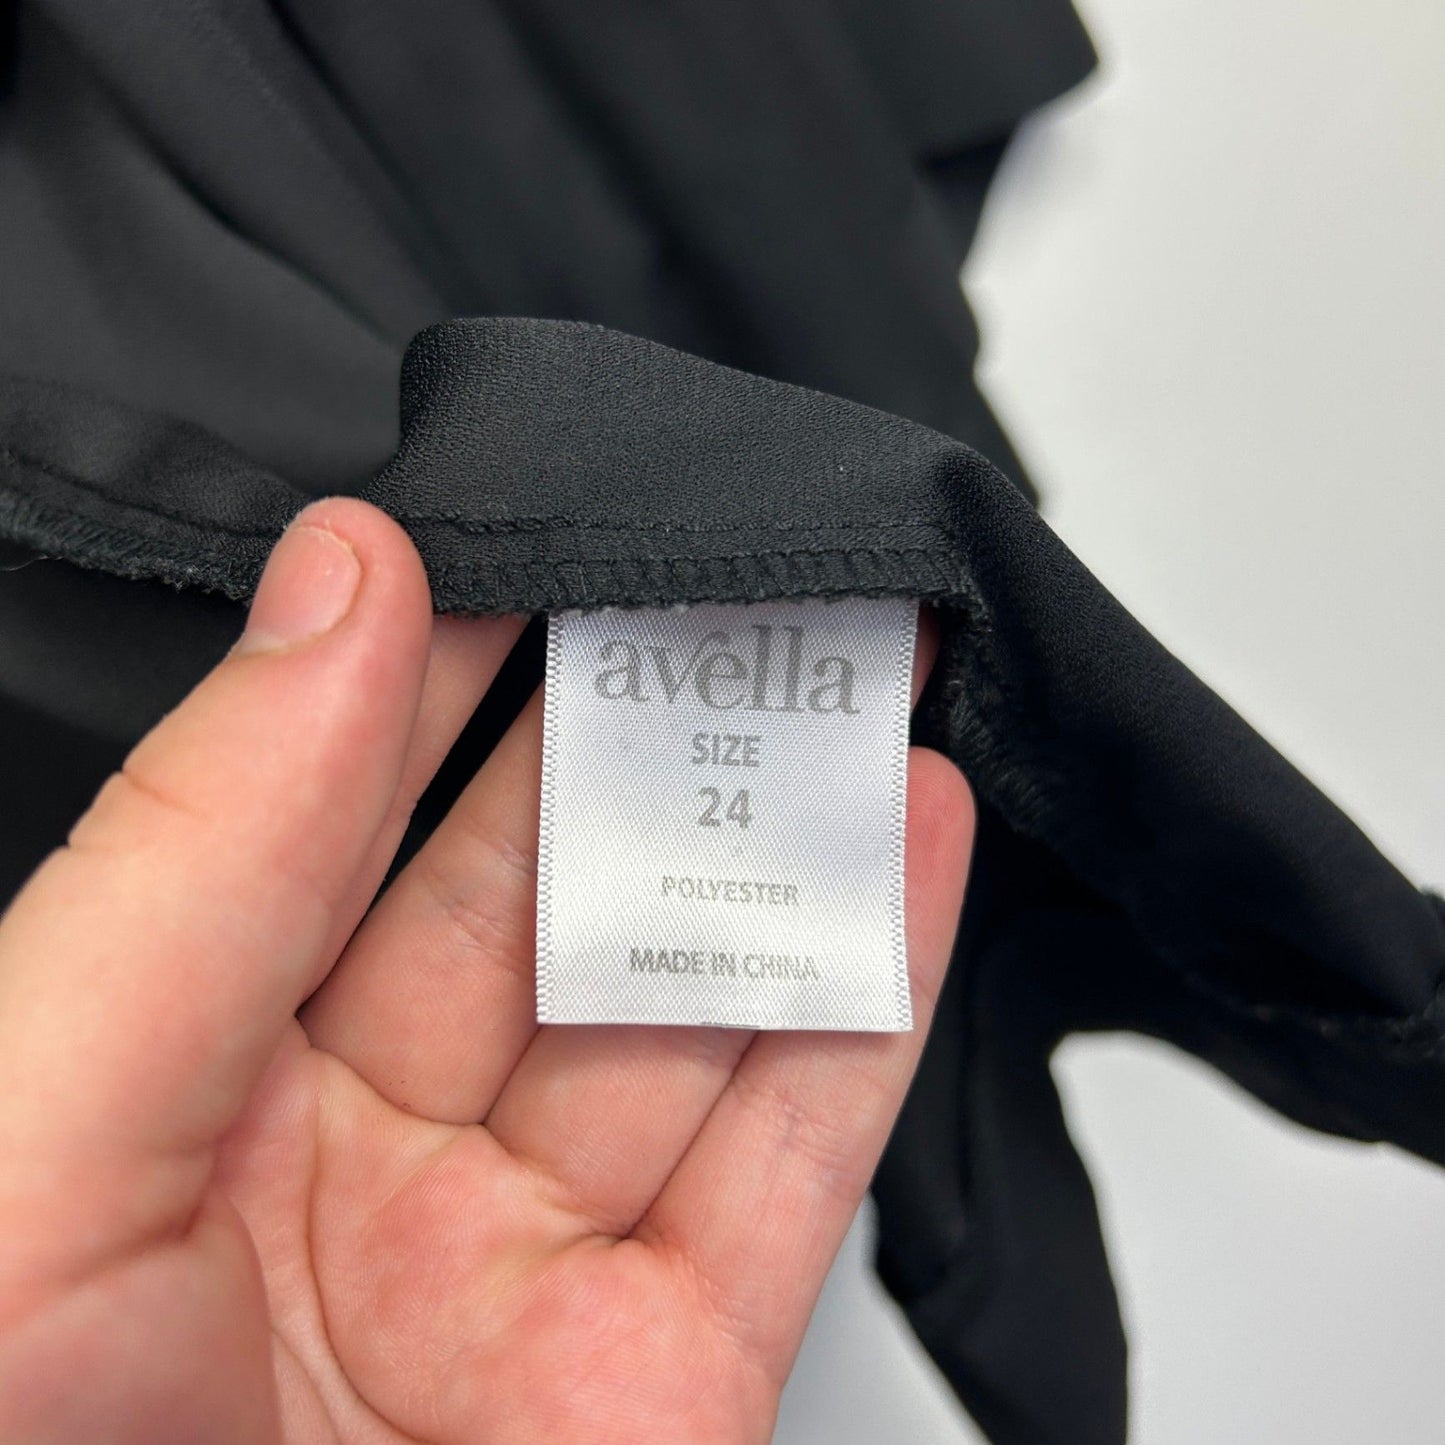 avella
SIZE
24
POLYESTER
MADE IN CHINA